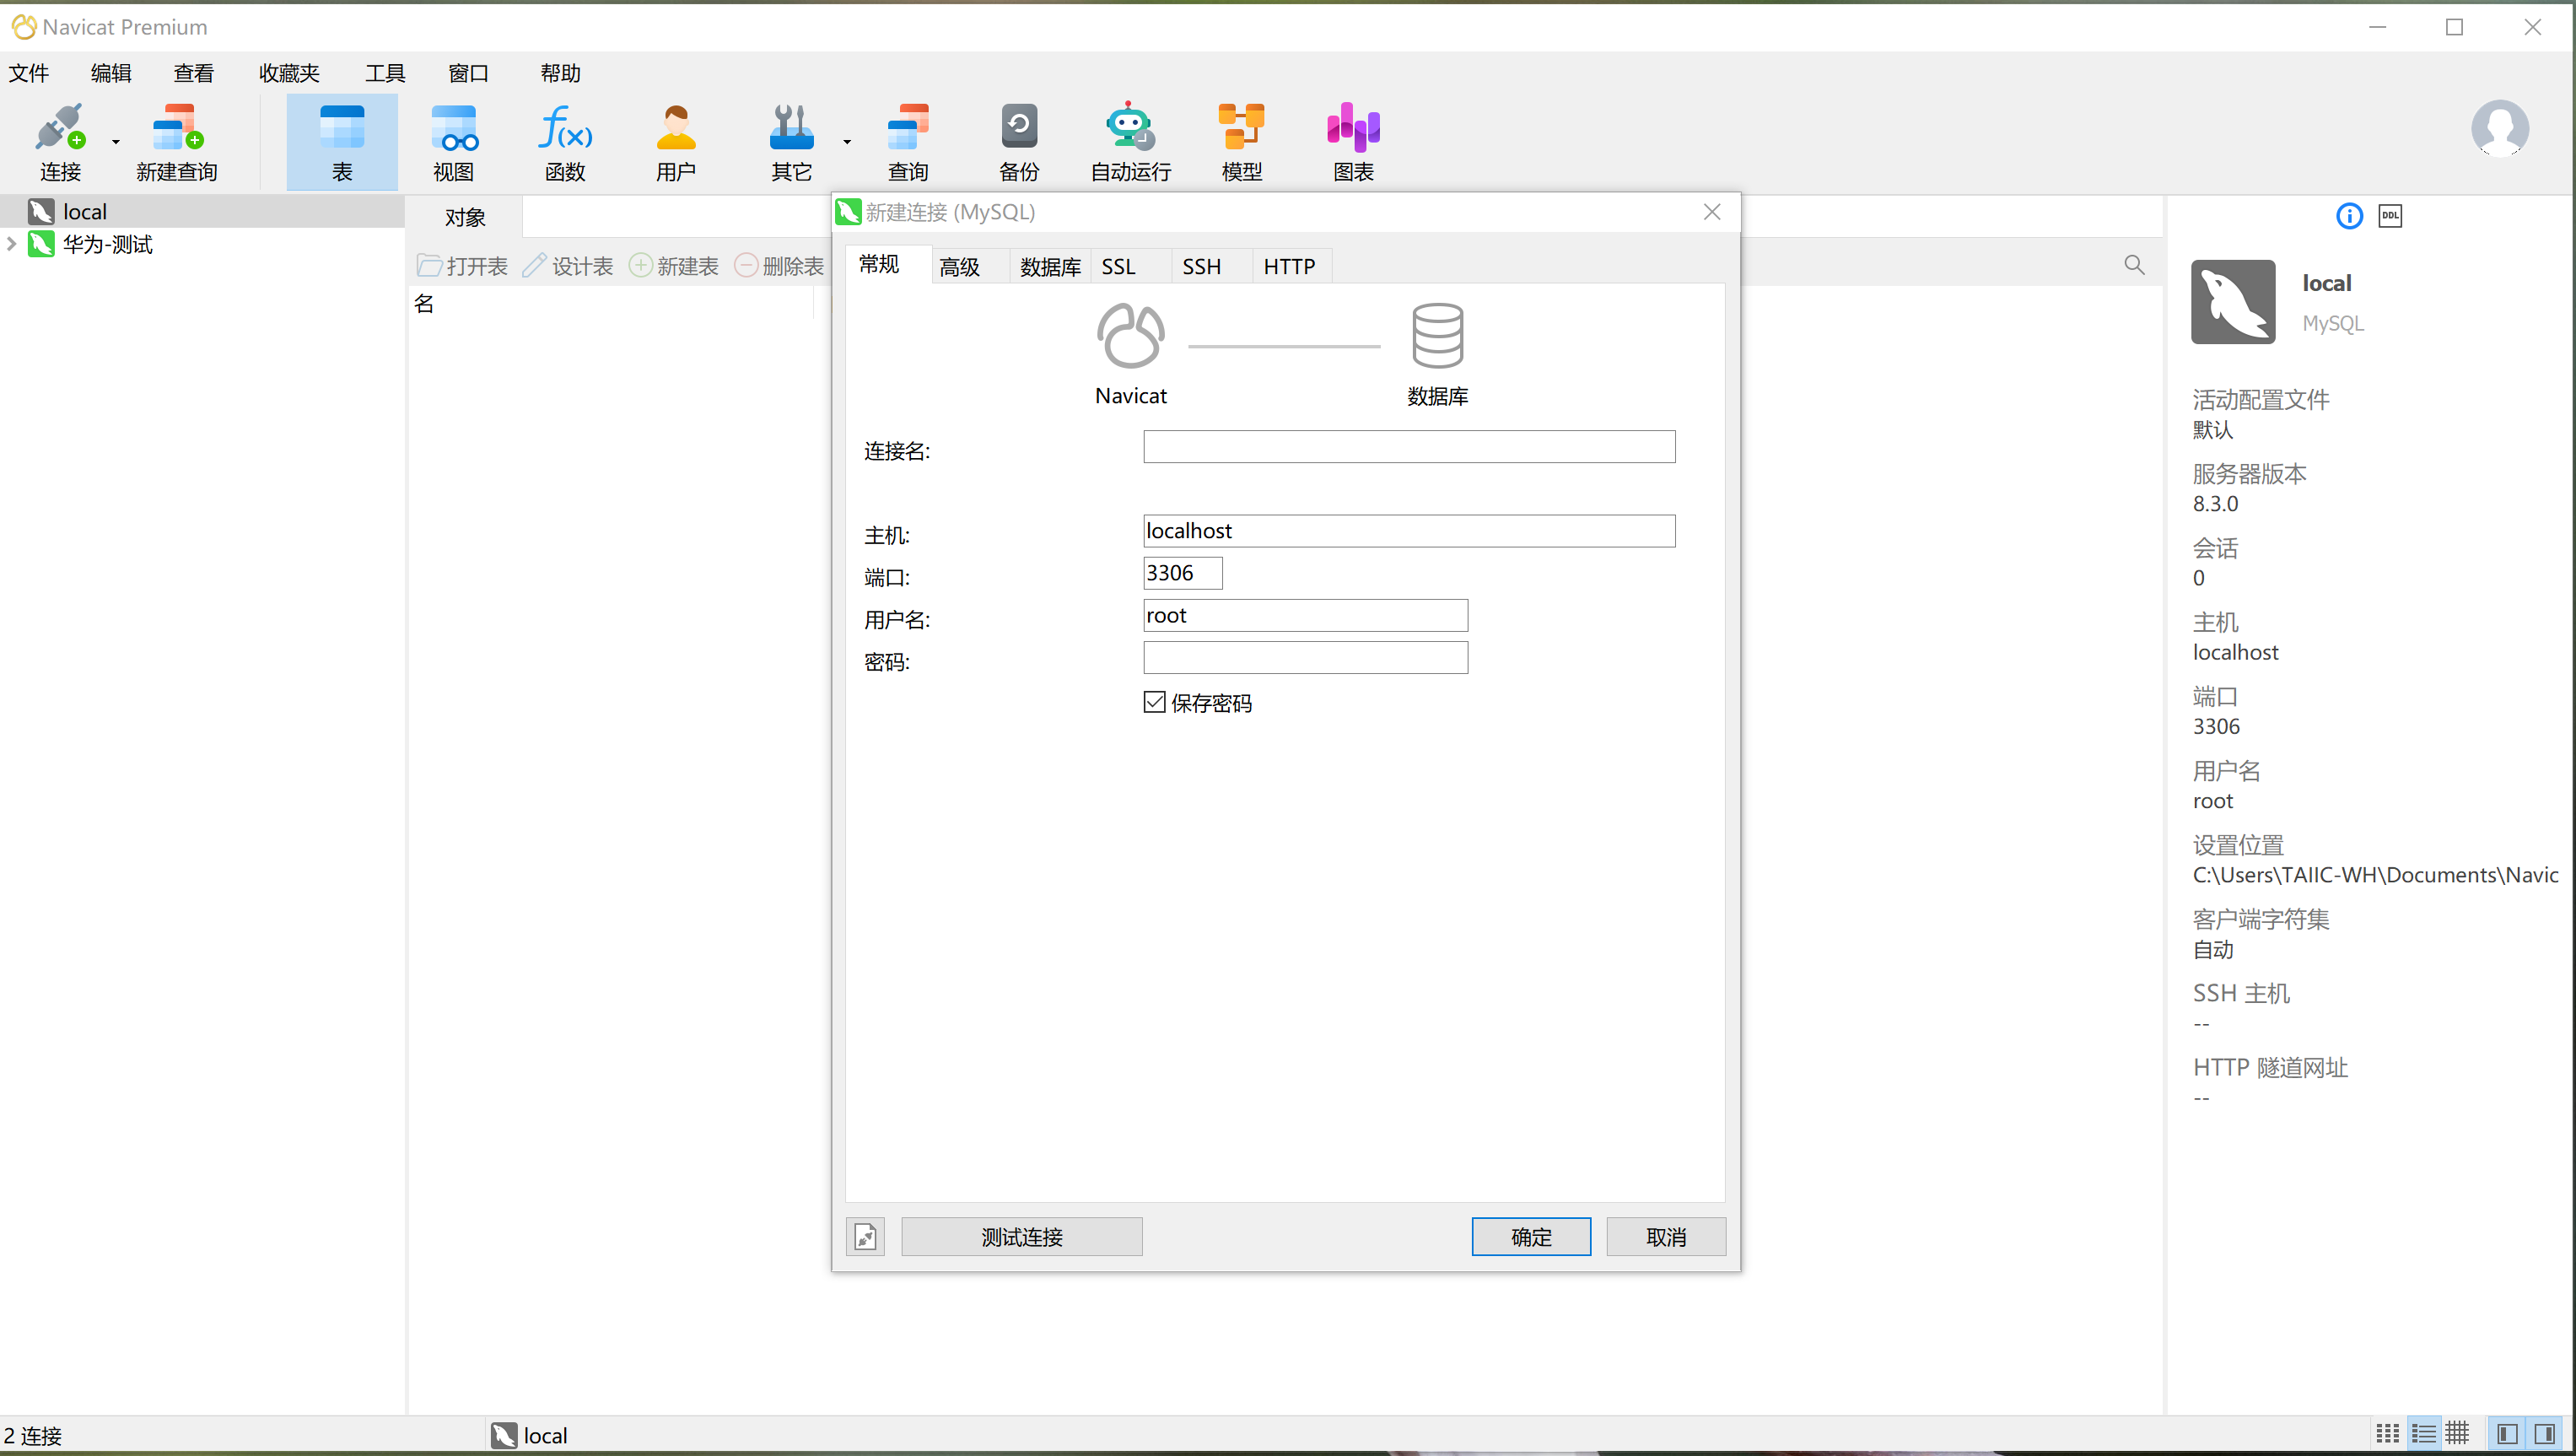 Navicat Premium
文件 编辑 查看 收藏夹 工具 窗口 帮助
连接 新建查询 表 视图 函数 用户 其它 查询 备份 自动运行 模型 图表
local
华为-测试
对象
打开表 设计表 新建表 删除表
名
新建连接 (MySQL)
常规 高级 数据库 SSL SSH HTTP
Navicat 数据库
连接名:
主机: localhost
端口: 3306
用户名: root
密码:
保存密码
测试连接 确定 取消
DDL
local
MySQL
活动配置文件
默认
服务器版本
8.3.0
会话
0
主机
localhost
端口
3306
用户名
root
设置位置
C:\Users\TAIIC-WH\Documents\Navic
客户端字符集
自动
SSH 主机
--
HTTP 隧道网址
--
2 连接 local